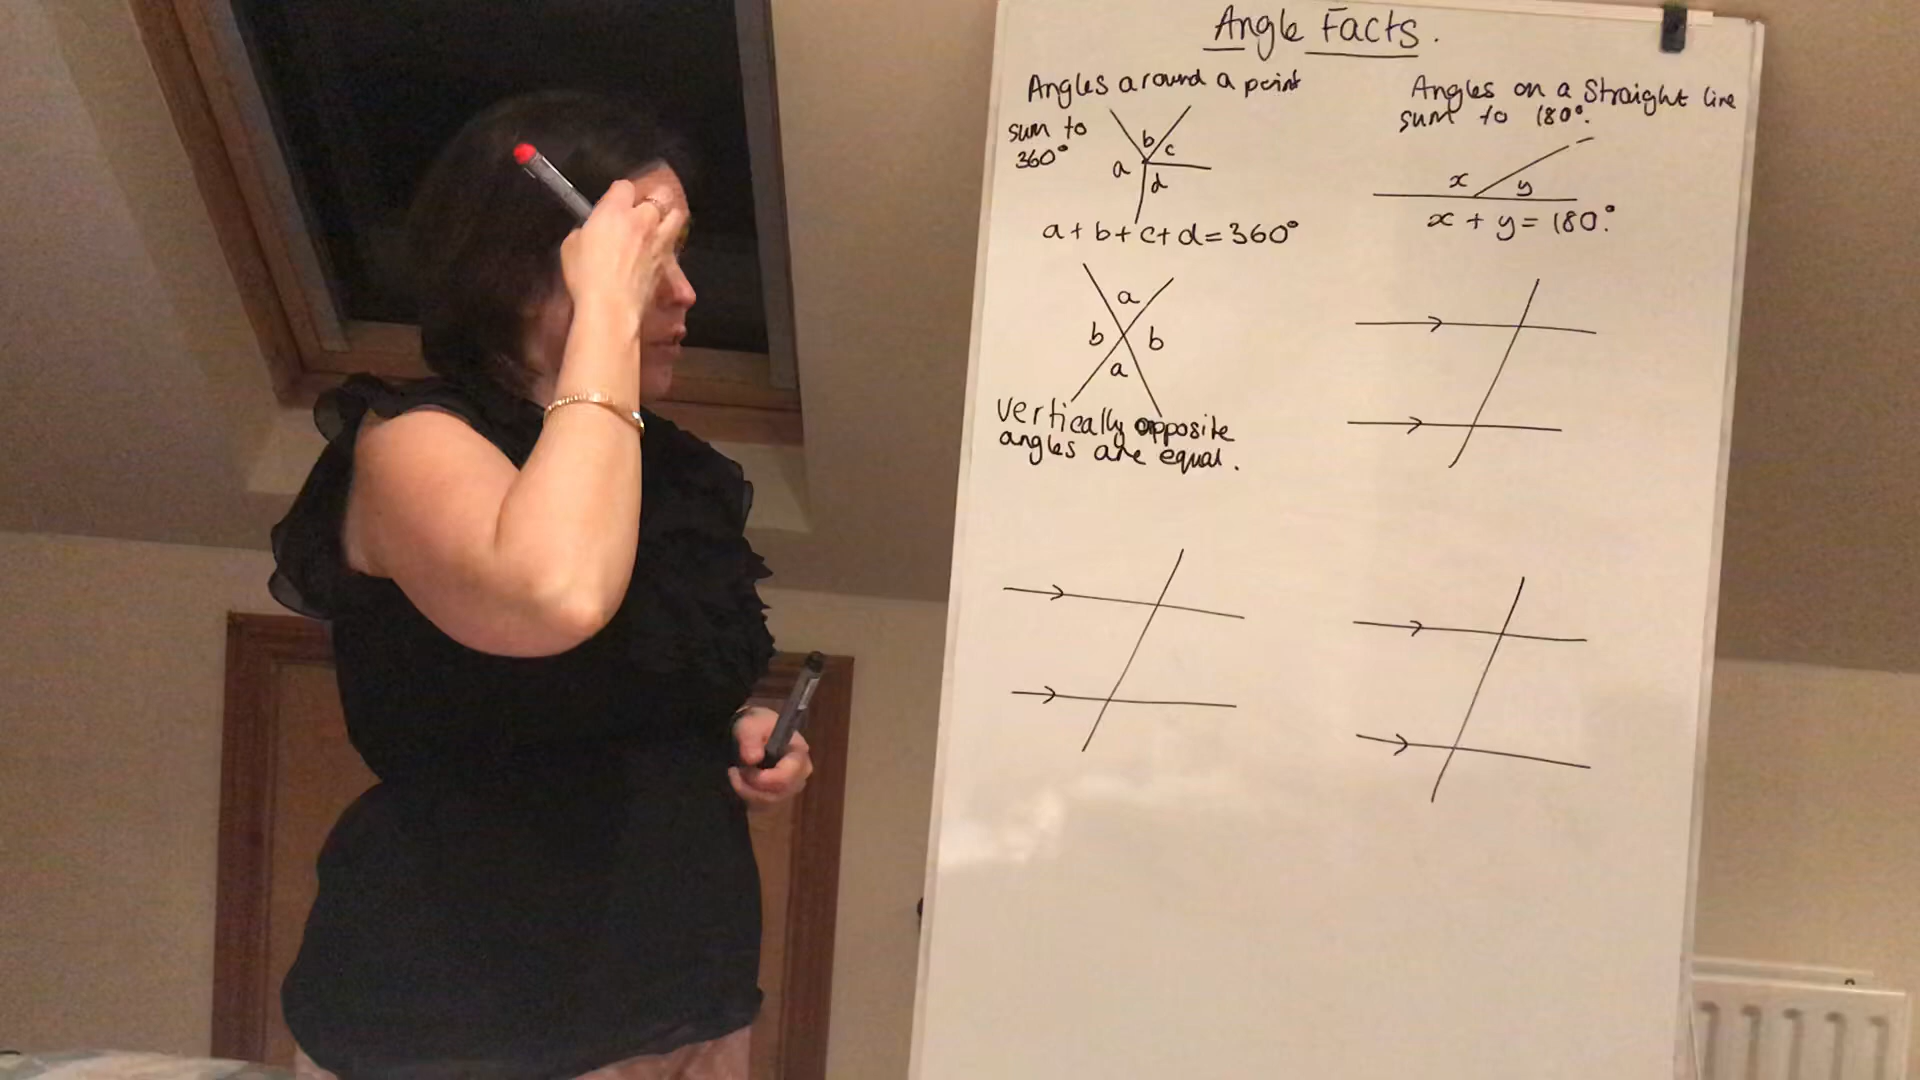 Angle Facts.
Angles around a point
sum to
360°
b
c
a
d
a + b + c + d = 360°
Angles on a Straight line
sum to 180°.
x
y
x + y = 180°.
a
b
b
a
Vertically opposite
angles are equal.